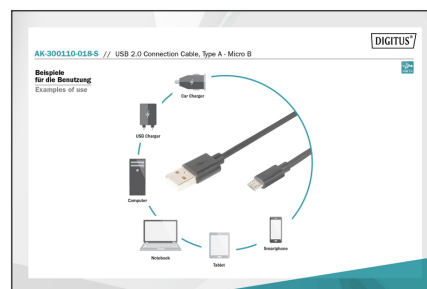 DIGITUS®
AK-300110-018-S // USB 2.0 Connection Cable, Type A - Micro B
Beispiele
für die Benutzung
Examples of use
Car Charger
USB Charger
Computer
Notebook
Tablet
Smartphone